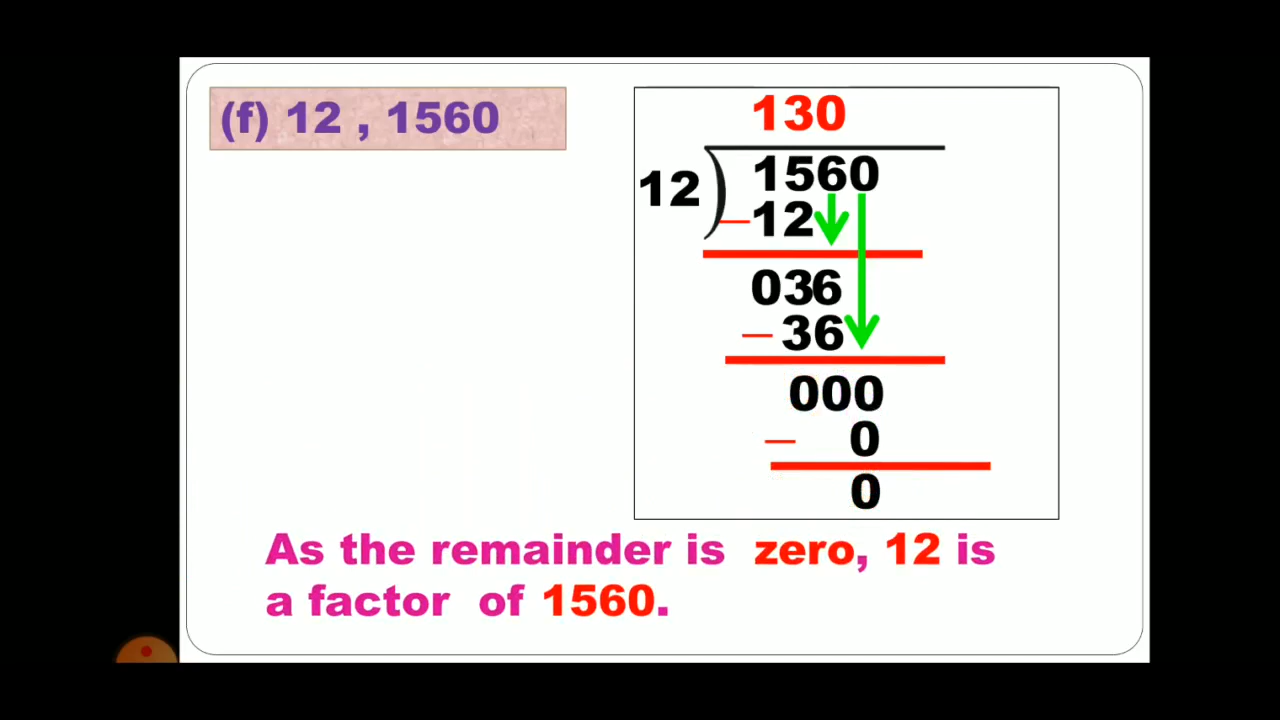 (f) 12 , 1560
130
12 ) 1560
– 12
036
– 36
000
– 0
0
As the remainder is zero, 12 is
a factor of 1560.